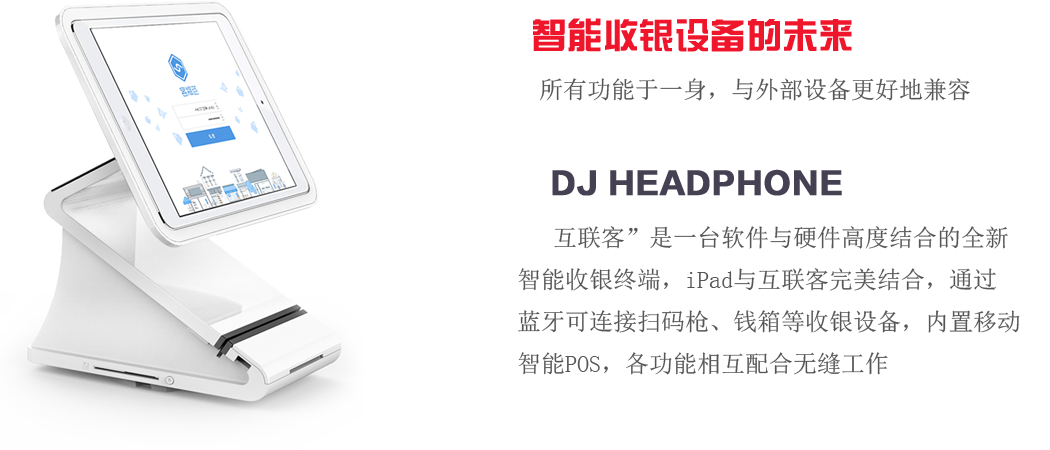 智能收银设备的未来
所有功能于一身，与外部设备更好地兼容
DJ HEADPHONE
互联客”是一台软件与硬件高度结合的全新
智能收银终端，iPad与互联客完美结合，通过
蓝牙可连接扫码枪、钱箱等收银设备，内置移动
智能POS，各功能相互配合无缝工作